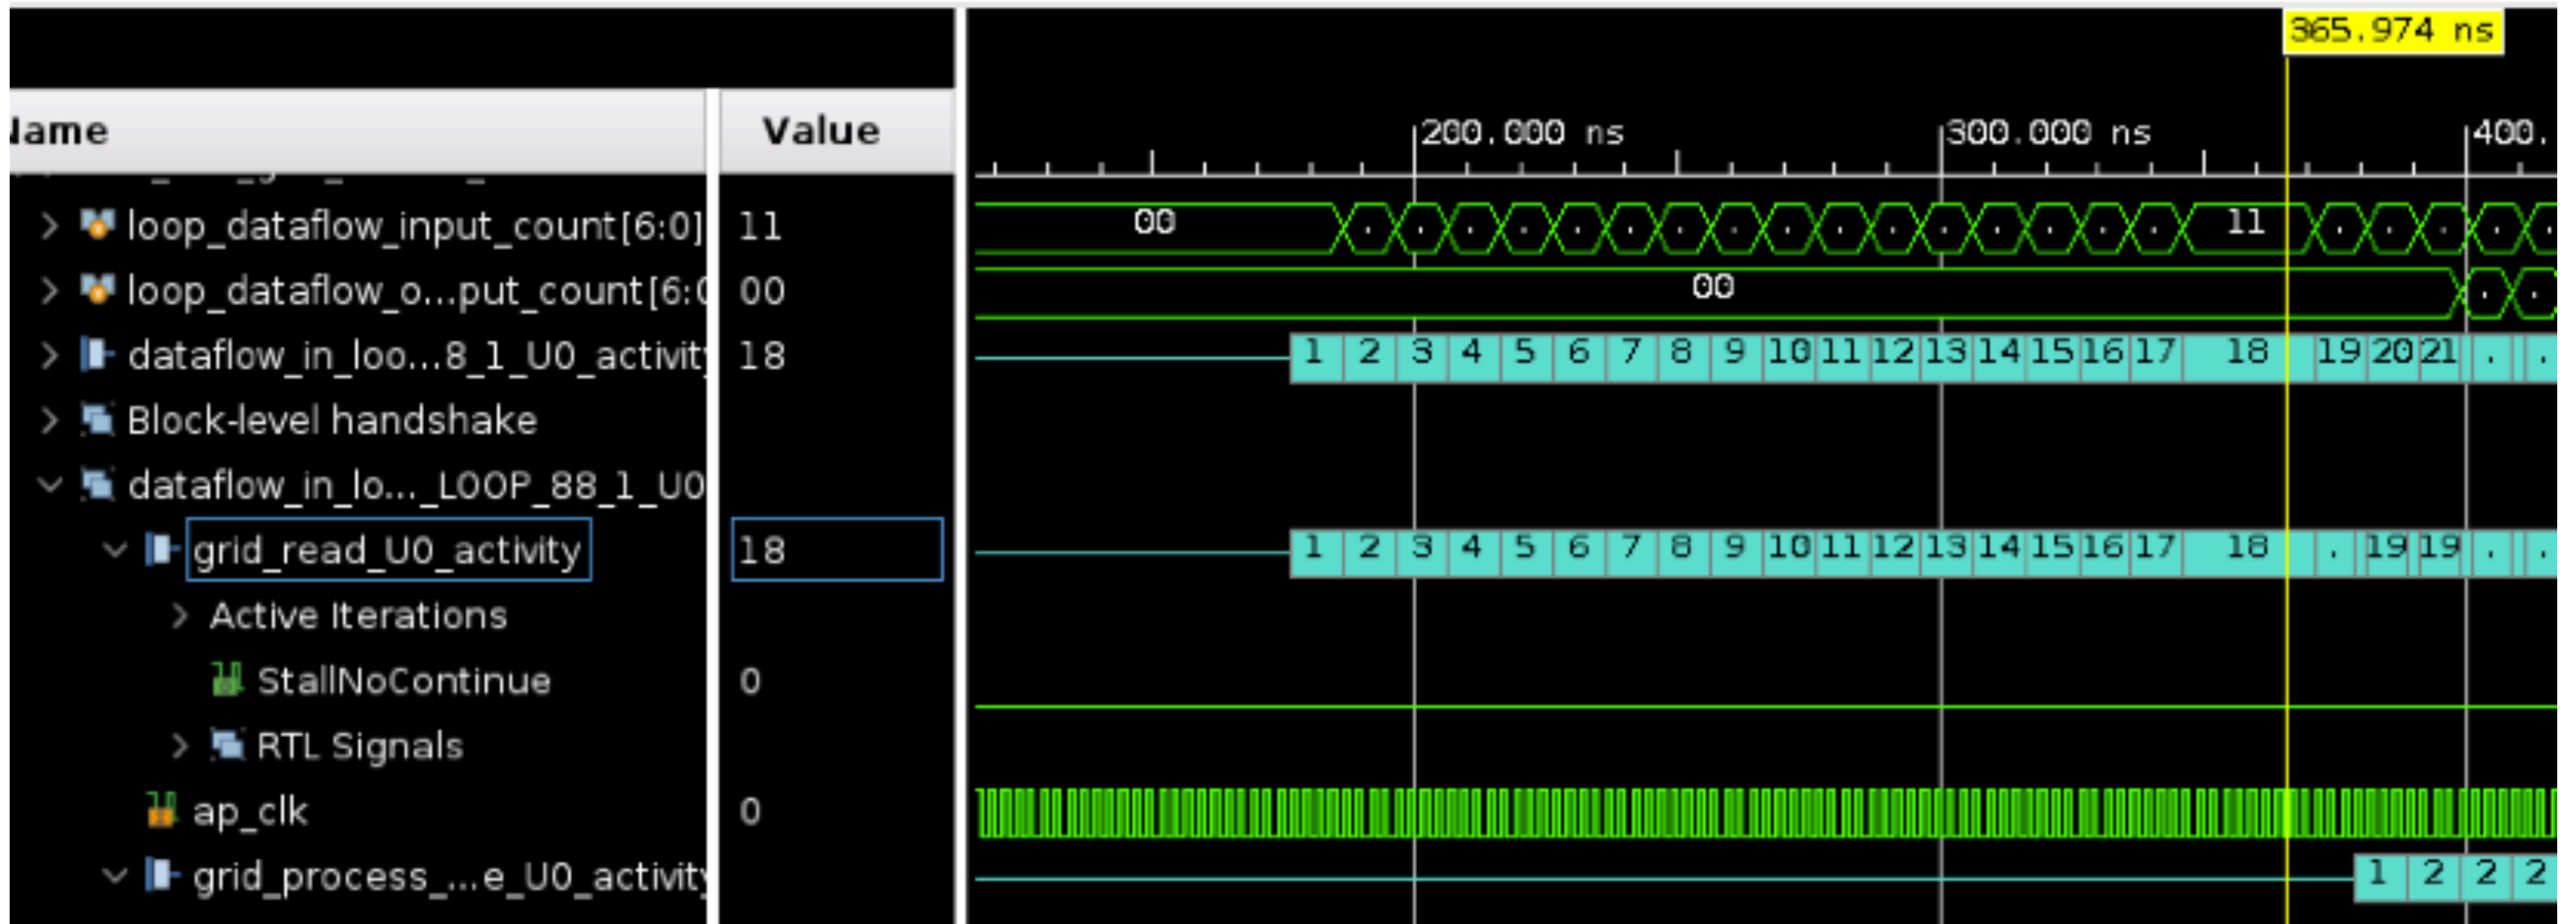 365.974 ns
Name Value 200.000 ns 300.000 ns 400.
loop_dataflow_input_count[6:0] 11 00 11
loop_dataflow_o...put_count[6:0 00 00
dataflow_in_loo...8_1_U0_activity 18 1 2 3 4 5 6 7 8 9 10 11 12 13 14 15 16 17 18 19 20 21 . .
Block-level handshake
dataflow_in_lo..._LOOP_88_1_U0
grid_read_U0_activity 18 1 2 3 4 5 6 7 8 9 10 11 12 13 14 15 16 17 18 . 19 19 . .
Active Iterations
StallNoContinue 0
RTL Signals
ap_clk 0
grid_process_...e_U0_activity 1 2 2 2